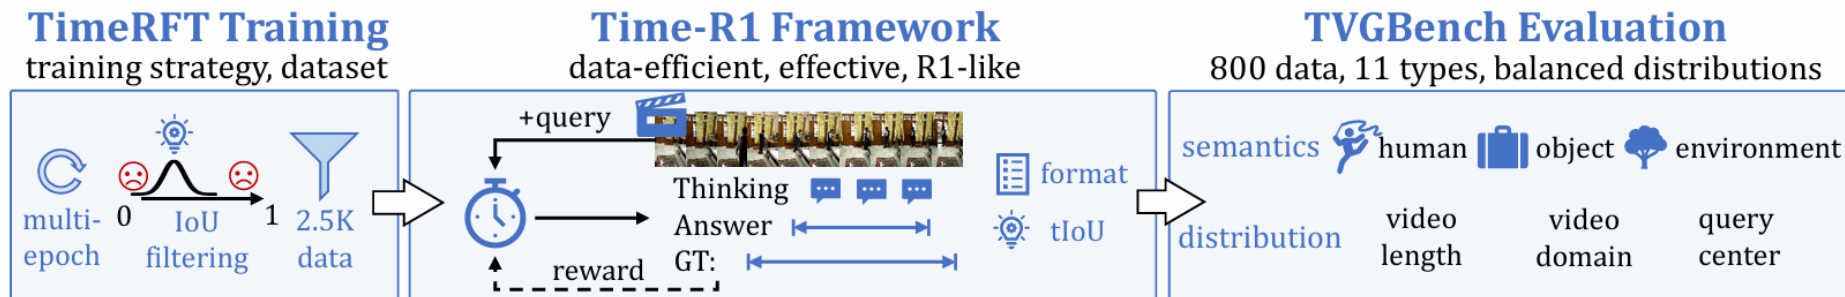 TimeRFT Training
training strategy, dataset
multi-
epoch
0
IoU
filtering
1
2.5K
data
Time-R1 Framework
data-efficient, effective, R1-like
+query
Thinking
Answer
GT:
reward
format
tIoU
TVGBench Evaluation
800 data, 11 types, balanced distributions
semantics
human
object
environment
distribution
video
length
video
domain
query
center